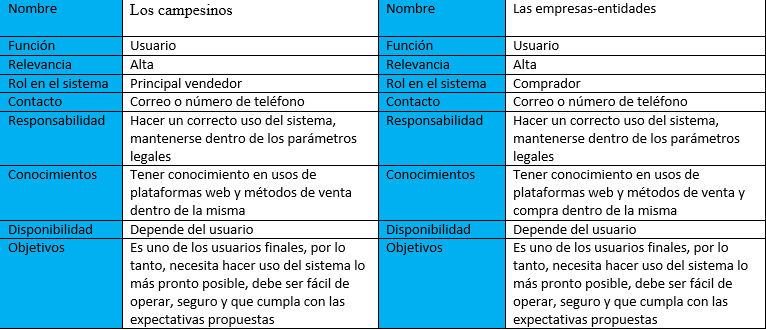 Nombre Los campesinos Nombre Las empresas-entidades
Función Usuario Función Usuario
Relevancia Alta Relevancia Alta
Rol en el sistema Principal vendedor Rol en el sistema Comprador
Contacto Correo o número de teléfono Contacto Correo o número de teléfono
Responsabilidad Hacer un correcto uso del sistema, Responsabilidad Hacer un correcto uso del sistema,
mantenerse dentro de los parámetros mantenerse dentro de los parámetros
legales legales
Conocimientos Tener conocimiento en usos de Conocimientos Tener conocimiento en usos de
plataformas web y métodos de venta plataformas web y métodos de venta y
dentro de la misma compra dentro de la misma
Disponibilidad Depende del usuario Disponibilidad Depende del usuario
Objetivos Es uno de los usuarios finales, por lo Objetivos Es uno de los usuarios finales, por lo
tanto, necesita hacer uso del sistema lo tanto, necesita hacer uso del sistema lo
más pronto posible, debe ser fácil de más pronto posible, debe ser fácil de
operar, seguro y que cumpla con las operar, seguro y que cumpla con las
expectativas propuestas expectativas propuestas